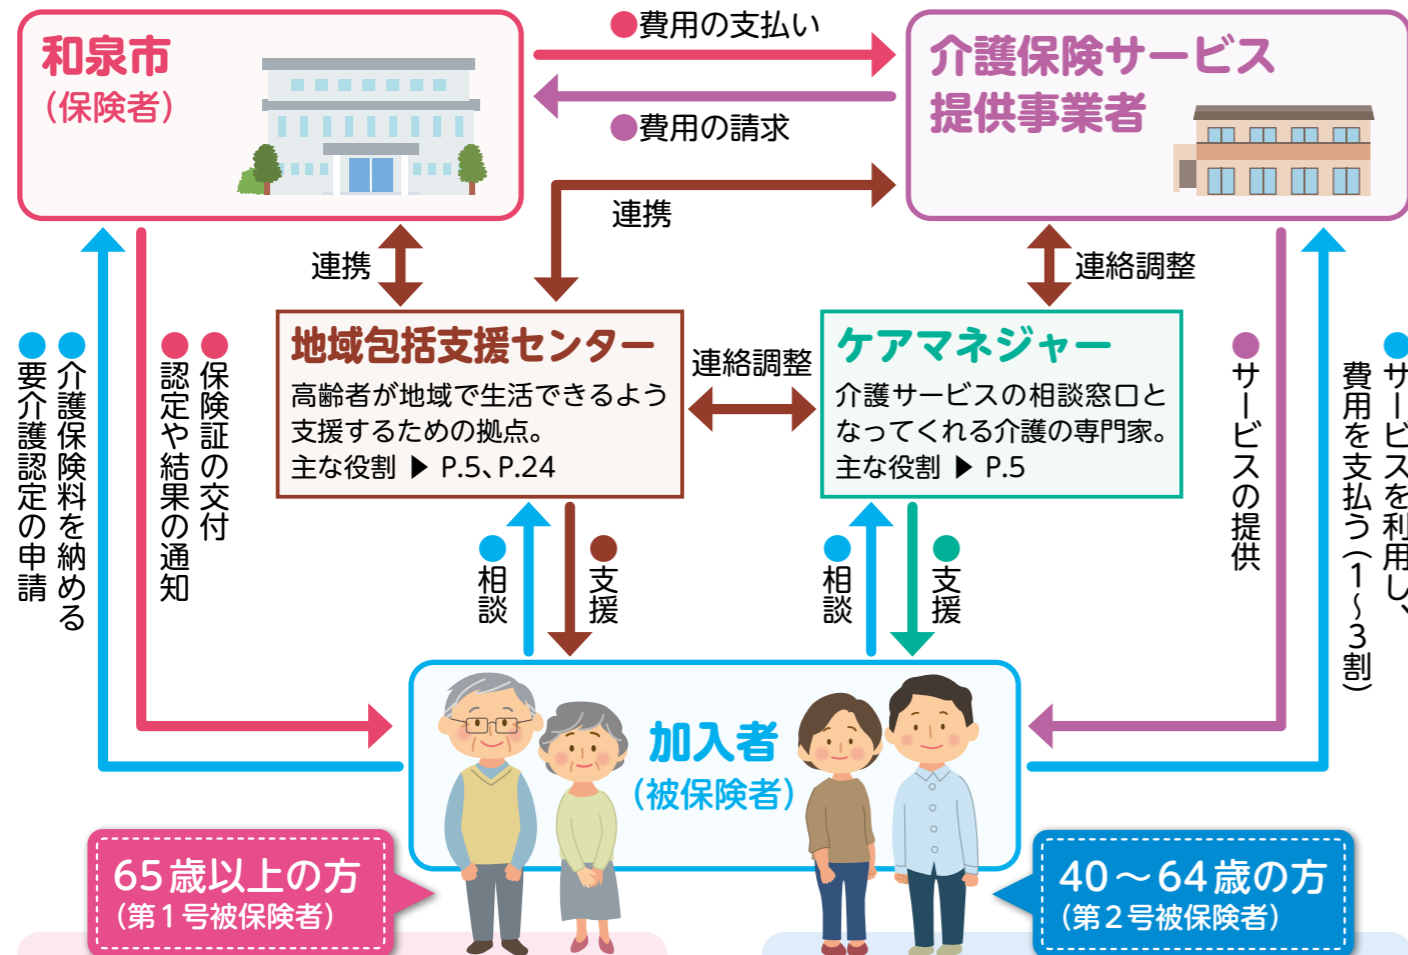 和泉市
（保険者）
●費用の支払い
●費用の請求
介護保険サービス
提供事業者
連携
連携
連絡調整
地域包括支援センター
高齢者が地域で生活できるよう
支援するための拠点。
主な役割 ▶ P.5、P.24
連絡調整
ケアマネジャー
介護サービスの相談窓口と
なってくれる介護の専門家。
主な役割 ▶ P.5
●介護保険料を納める
●要介護認定の申請
●保険証の交付
●認定や結果の通知
●相談
●支援
●相談
●支援
●サービスの提供
●サービスを利用し、
費用を支払う（1～3割）
加入者
（被保険者）
65歳以上の方
（第1号被保険者）
40～64歳の方
（第2号被保険者）